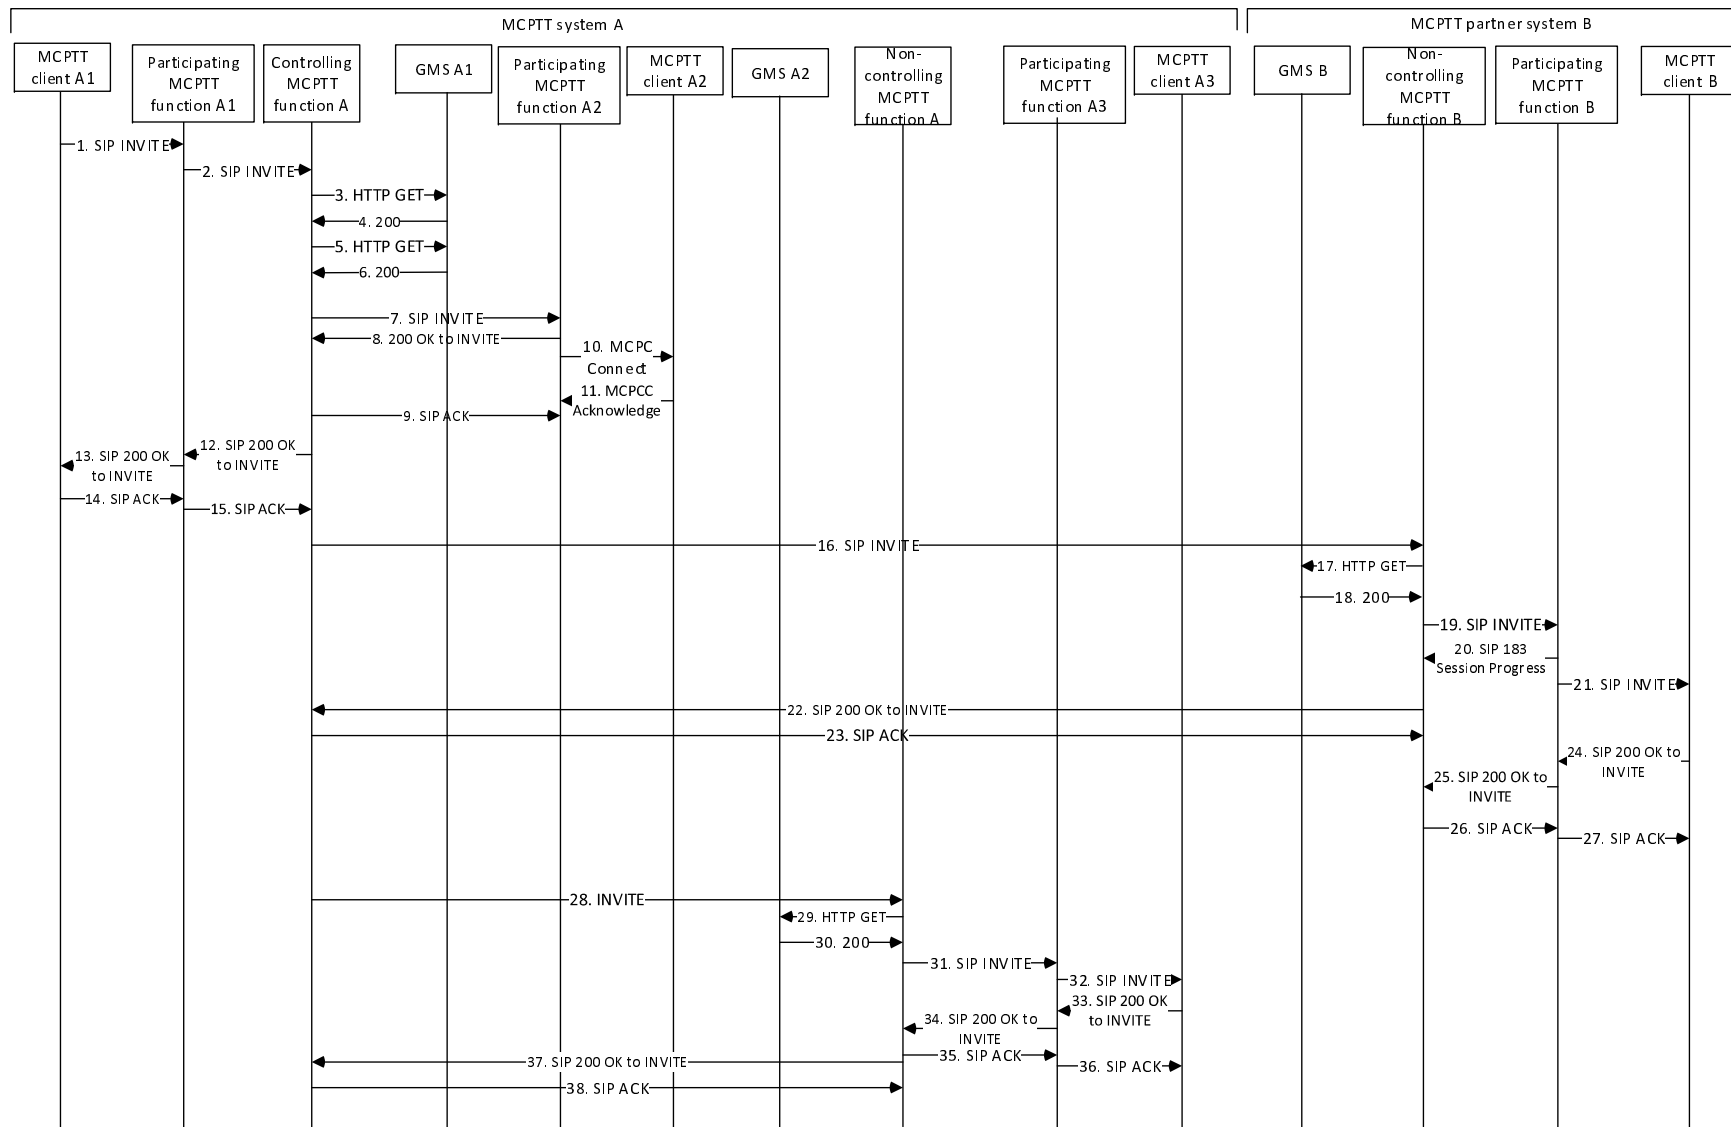 MCPTT system A
MCPTT partner system B
MCPTT
client A1
Participating
MCPTT
function A1
Controlling
MCPTT
function A
GMS A1
Participating
MCPTT
function A2
MCPTT
client A2
GMS A2
Non-
controlling
MCPTT
function A
Participating
MCPTT
function A3
MCPTT
client A3
GMS B
Non-
controlling
MCPTT
function B
Participating
MCPTT
function B
MCPTT
client B
1. SIP INVITE
2. SIP INVITE
3. HTTP GET
4. 200
5. HTTP GET
6. 200
7. SIP INVITE
8. 200 OK to INVITE
10. MCPC
Connect
11. MCPCC
Acknowledge
9. SIP ACK
12. SIP 200 OK
to INVITE
13. SIP 200 OK
to INVITE
14. SIP ACK
15. SIP ACK
16. SIP INVITE
17. HTTP GET
18. 200
19. SIP INVITE
20. SIP 183
Session Progress
21. SIP INVITE
22. SIP 200 OK to INVITE
23. SIP ACK
24. SIP 200 OK to
INVITE
25. SIP 200 OK to
INVITE
26. SIP ACK
27. SIP ACK
28. INVITE
29. HTTP GET
30. 200
31. SIP INVITE
32. SIP INVITE
33. SIP 200 OK
to INVITE
34. SIP 200 OK to
INVITE
35. SIP ACK
37. SIP 200 OK to INVITE
36. SIP ACK
38. SIP ACK